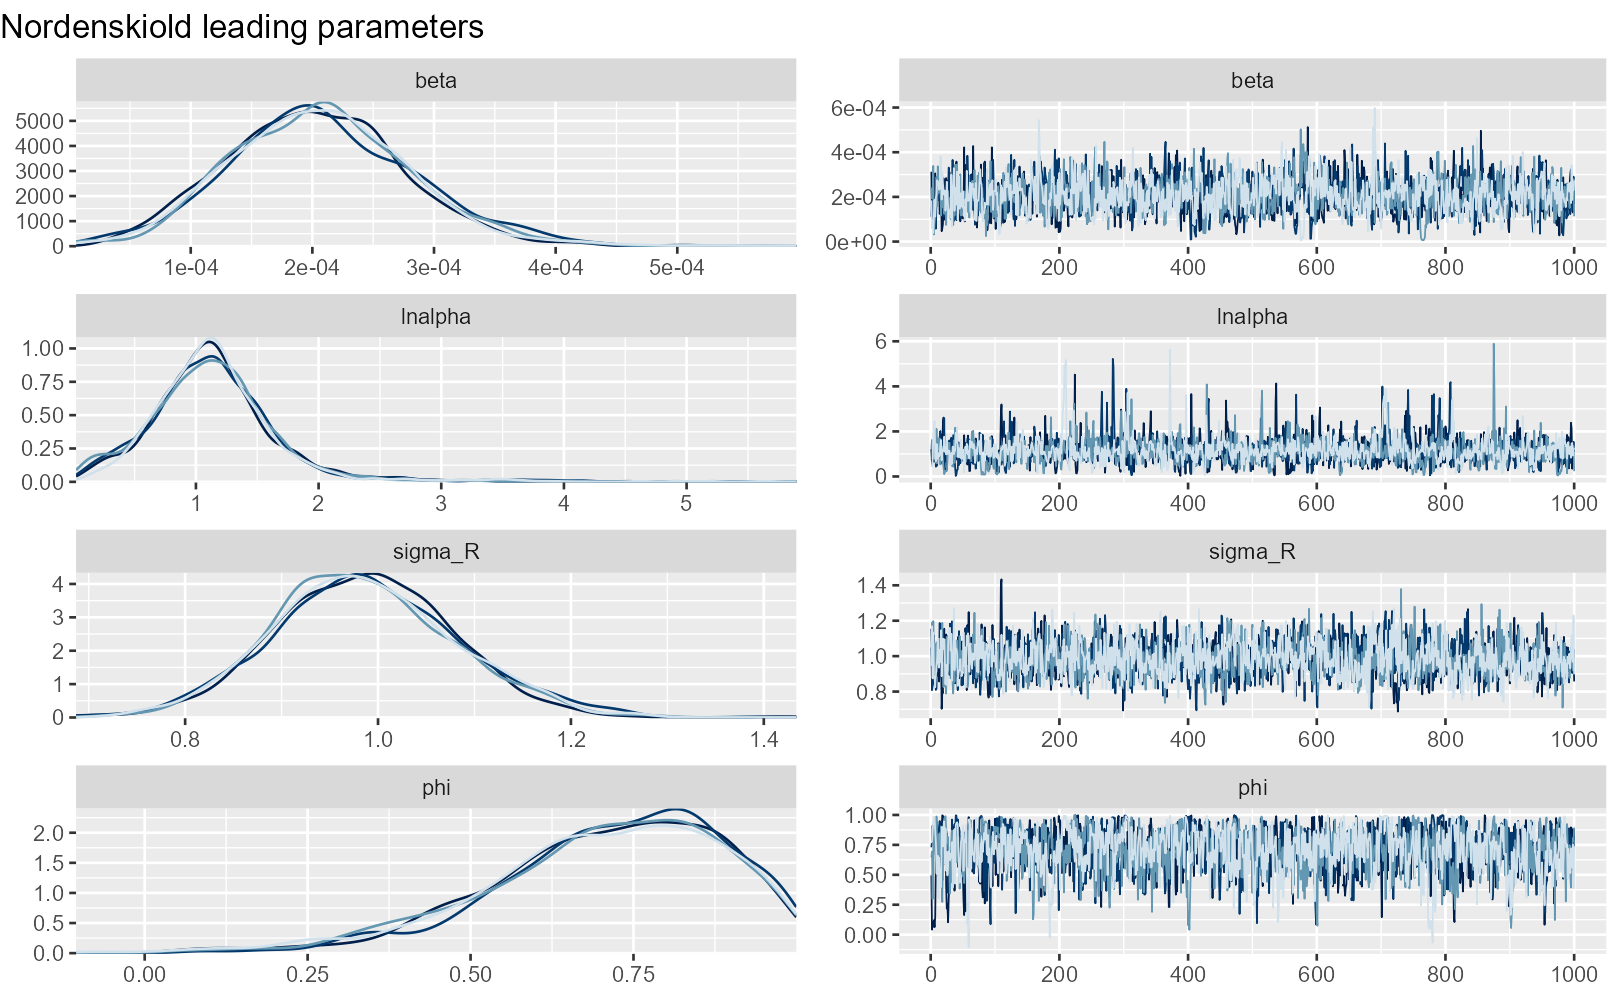 Nordenskiold leading parameters
beta
beta
5000
4000
3000
2000
1000
0
1e-04 2e-04 3e-04 4e-04 5e-04
6e-04
4e-04
2e-04
0e+00
0 200 400 600 800 1000
lnalpha
lnalpha
1.00
0.75
0.50
0.25
0.00
1 2 3 4 5
6
4
2
0
0 200 400 600 800 1000
sigma_R
sigma_R
4
3
2
1
0
0.8 1.0 1.2 1.4
1.4
1.2
1.0
0.8
0 200 400 600 800 1000
phi
phi
2.0
1.5
1.0
0.5
0.0
0.00 0.25 0.50 0.75
1.00
0.75
0.50
0.25
0.00
0 200 400 600 800 1000